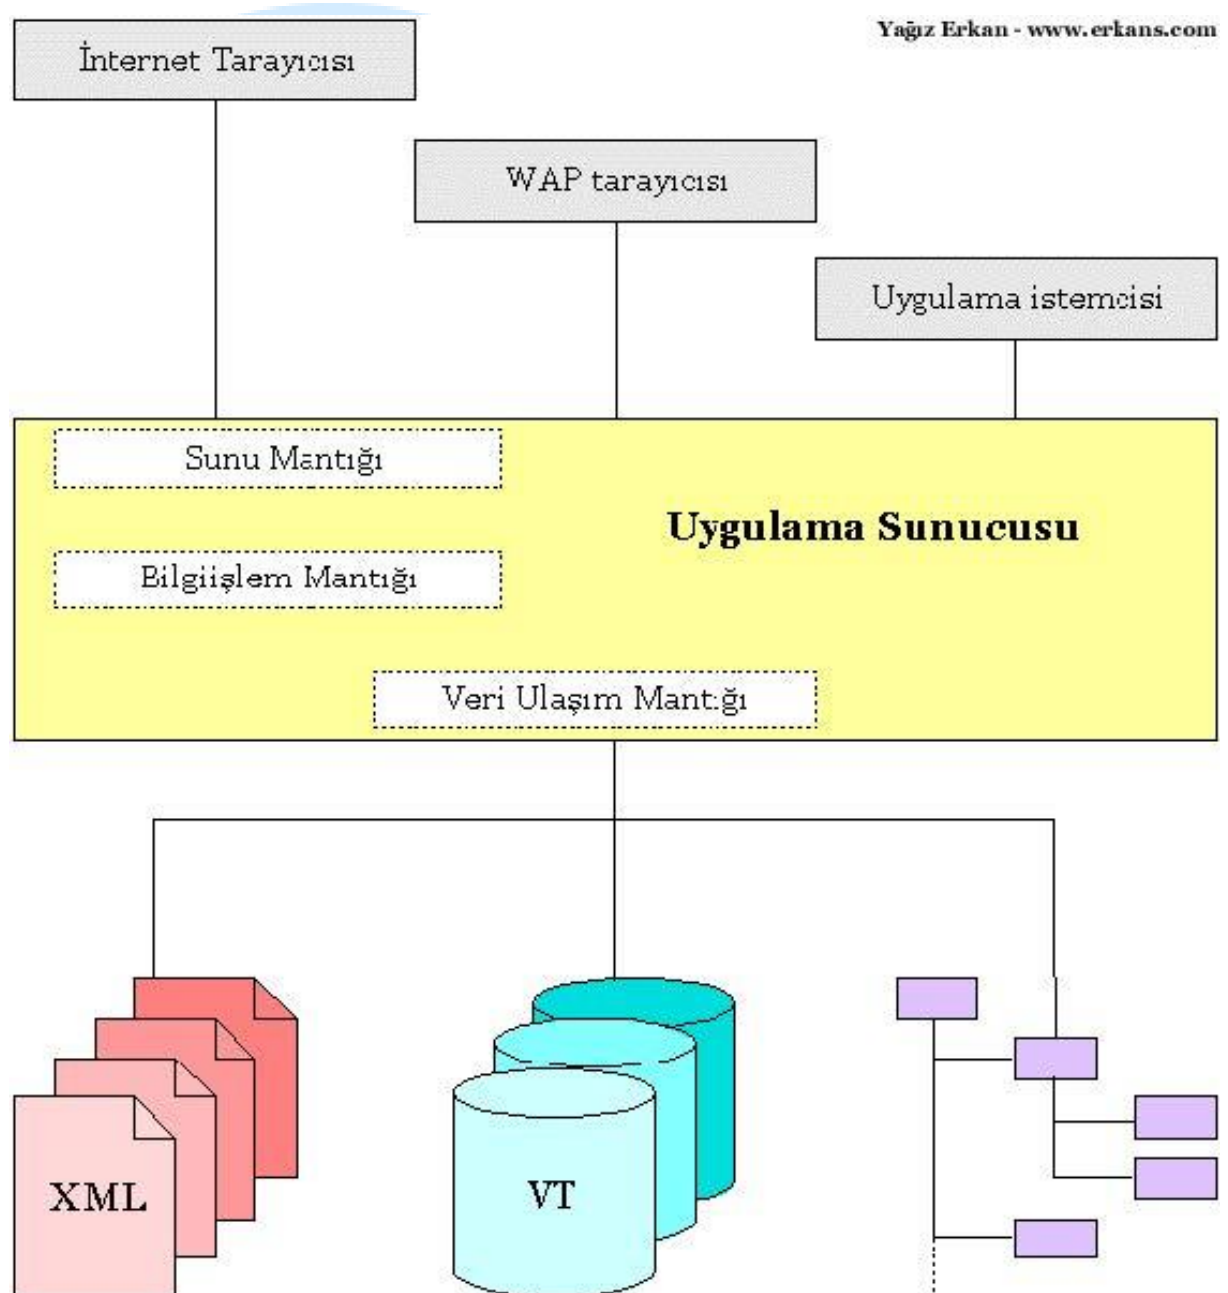 Yağız Erkan - www.erkans.com
İnternet Tarayıcısı
WAP tarayıcısı
Uygulama istemcisi
Sunu Mantığı
Uygulama Sunucusu
Bilgiişlem Mantığı
Veri Ulaşım Mantığı
XML
VT